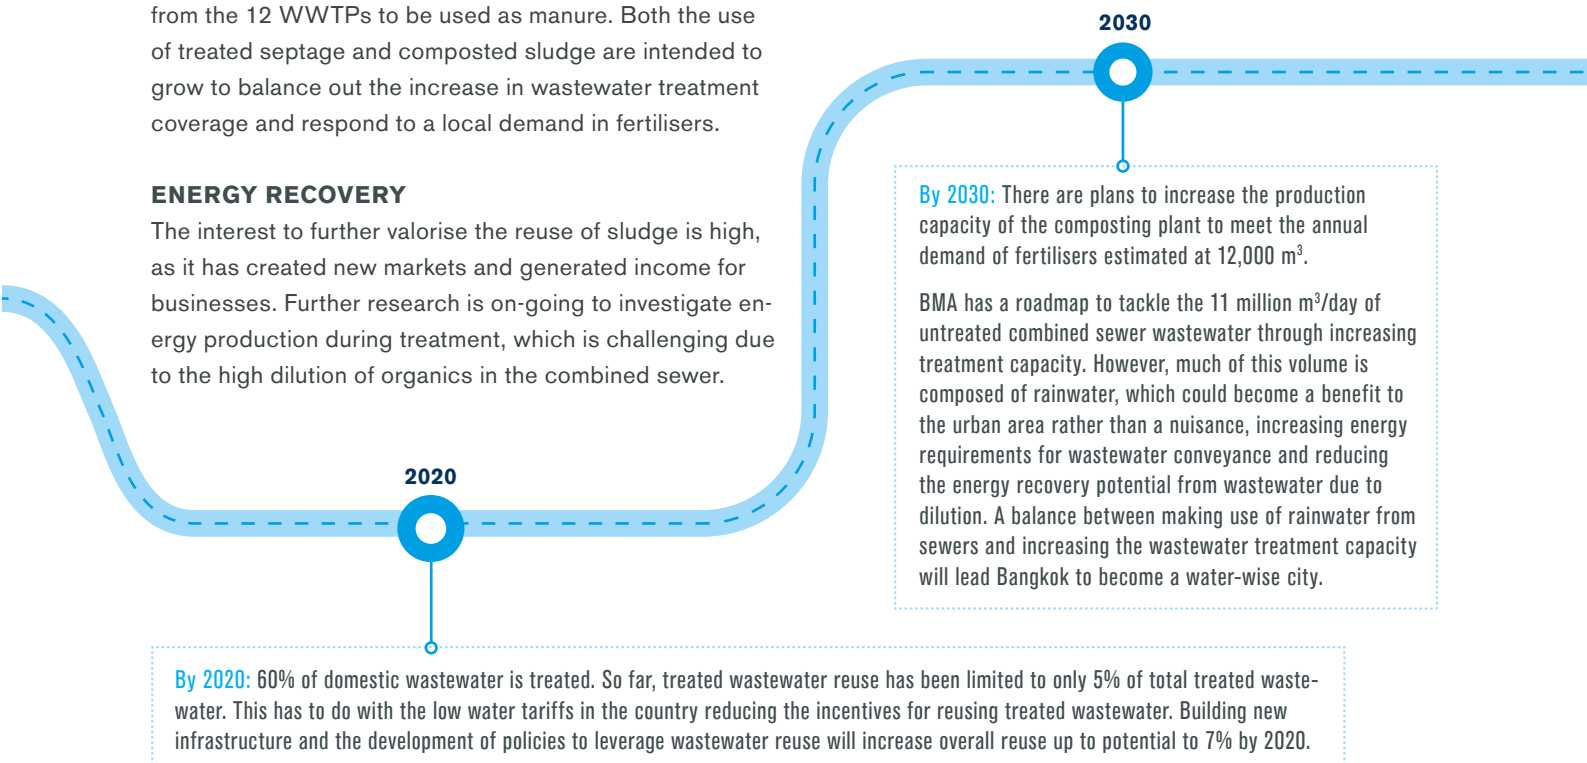 from the 12 WWTPs to be used as manure. Both the use
of treated septage and composted sludge are intended to
grow to balance out the increase in wastewater treatment
coverage and respond to a local demand in fertilisers.
ENERGY RECOVERY
The interest to further valorise the reuse of sludge is high,
as it has created new markets and generated income for
businesses. Further research is on-going to investigate en-
ergy production during treatment, which is challenging due
to the high dilution of organics in the combined sewer.
2030
By 2030: There are plans to increase the production
capacity of the composting plant to meet the annual
demand of fertilisers estimated at 12,000 m³.
BMA has a roadmap to tackle the 11 million m³/day of
untreated combined sewer wastewater through increasing
treatment capacity. However, much of this volume is
composed of rainwater, which could become a benefit to
the urban area rather than a nuisance, increasing energy
requirements for wastewater conveyance and reducing
the energy recovery potential from wastewater due to
dilution. A balance between making use of rainwater from
sewers and increasing the wastewater treatment capacity
will lead Bangkok to become a water-wise city.
2020
By 2020: 60% of domestic wastewater is treated. So far, treated wastewater reuse has been limited to only 5% of total treated waste-
water. This has to do with the low water tariffs in the country reducing the incentives for reusing treated wastewater. Building new
infrastructure and the development of policies to leverage wastewater reuse will increase overall reuse up to potential to 7% by 2020.